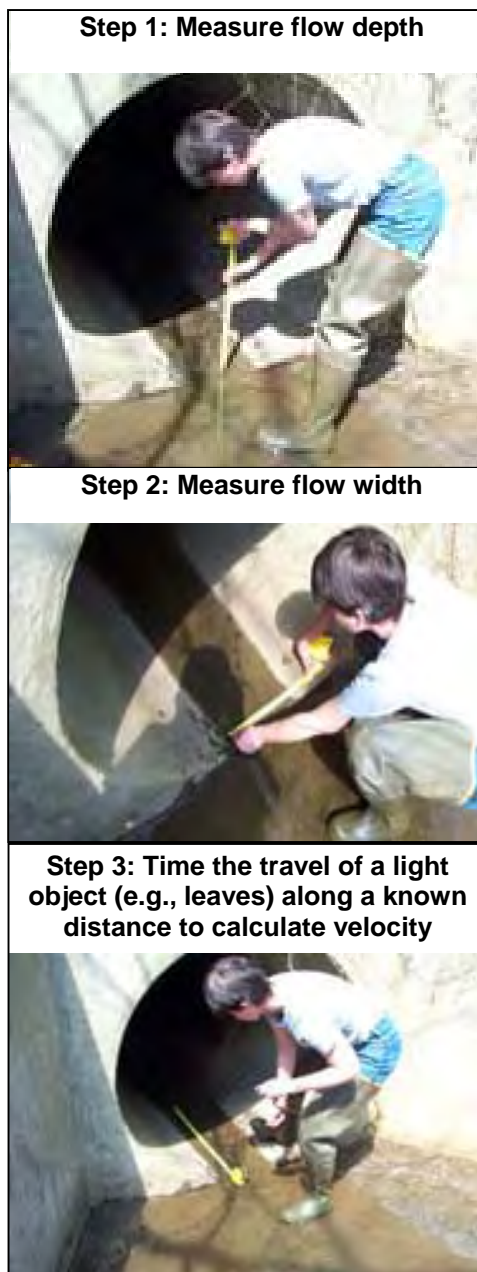 Step 1: Measure flow depth
Step 2: Measure flow width
Step 3: Time the travel of a light
object (e.g., leaves) along a known
distance to calculate velocity